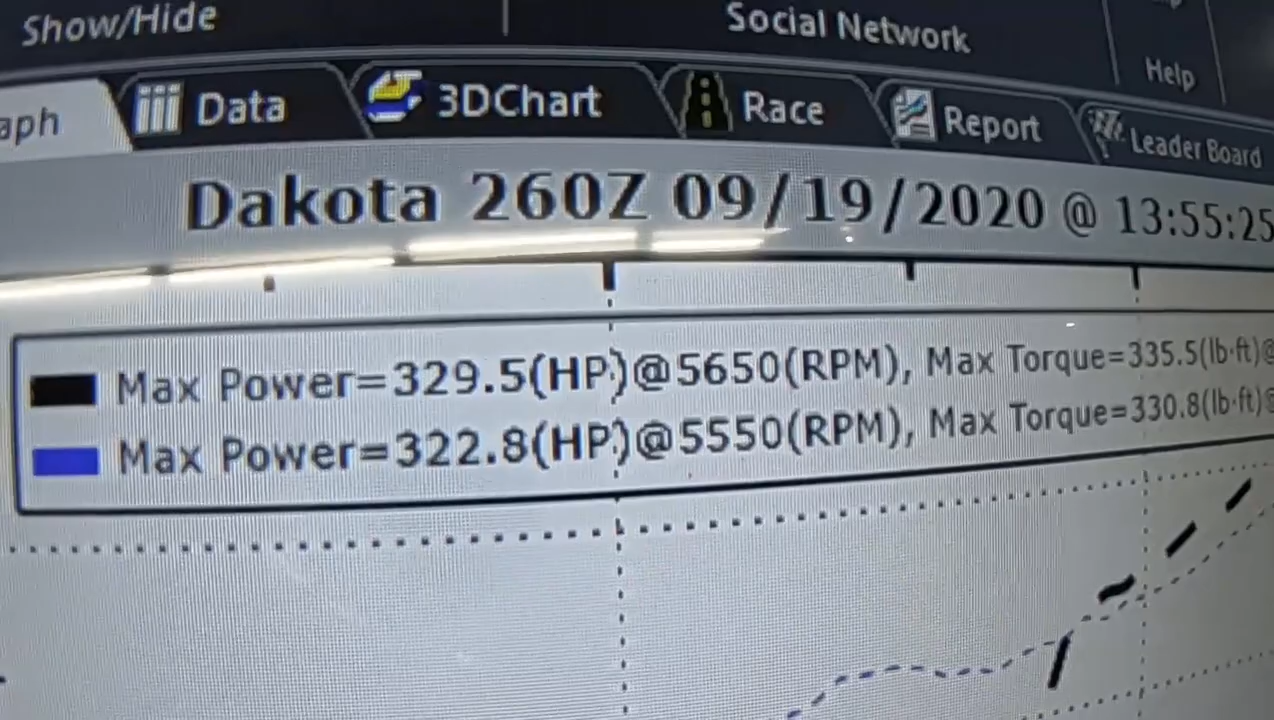 Show/Hide
Social Network
Help
aph
Data
3DChart
Race
Report
Leader Board
Dakota 260Z 09/19/2020 @ 13:55:25
Max Power=329.5(HP)@5650(RPM), Max Torque=335.5(lb·ft)@
Max Power=322.8(HP)@5550(RPM), Max Torque=330.8(lb·ft)@